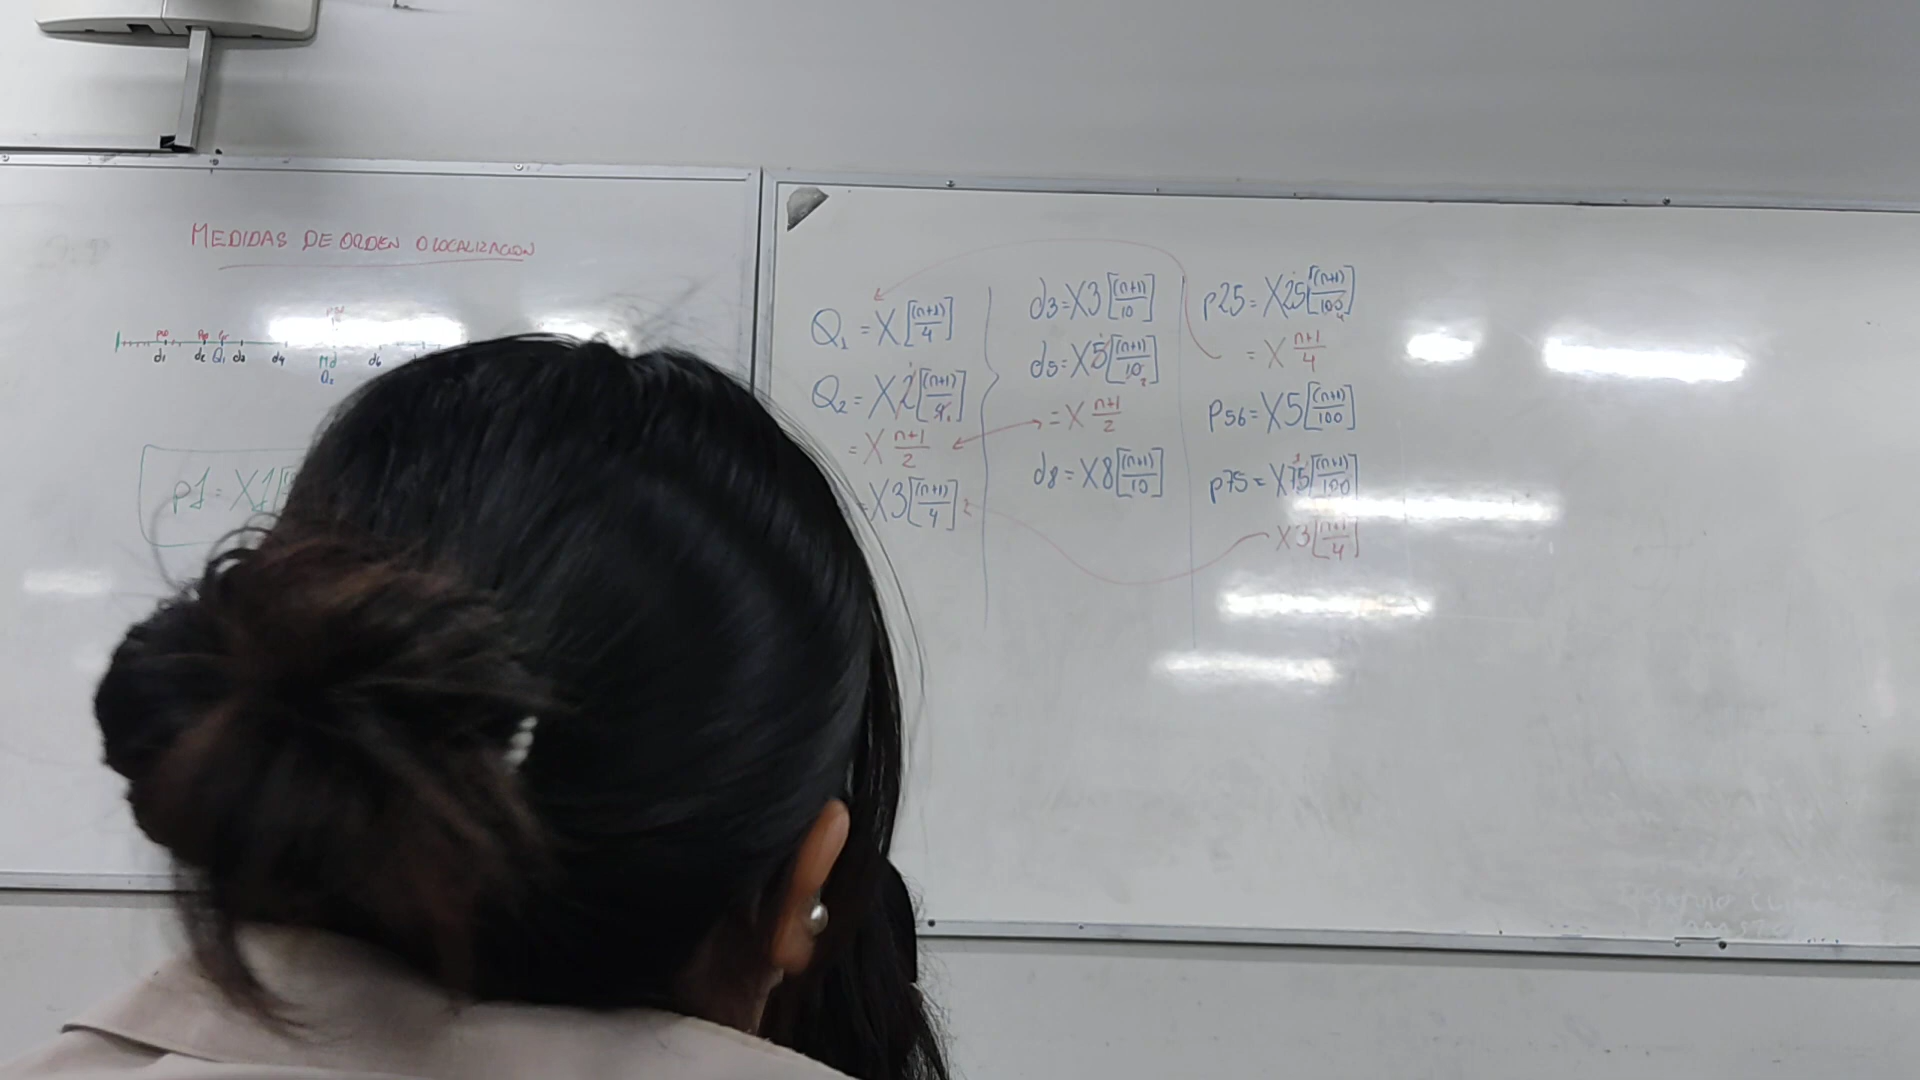 MEDIDAS DE ORDEN O LOCALIZACION
d1 d2 Q1 d3 d4 Md d6
Q2
p1 = X1[
Q1 = X[(n+1)/4]
Q2 = X2[(n+1)/4]
= X n+1/2
= X3[(n+1)/4]
d3 = X3[(n+1)/10]
d5 = X5[(n+1)/10]
= X n+1/2
d8 = X8[(n+1)/10]
p25 = X25[(n+1)/100]
= X n+1/4
p56 = X5[(n+1)/100]
p75 = X75[(n+1)/100]
X3[n+1/4]